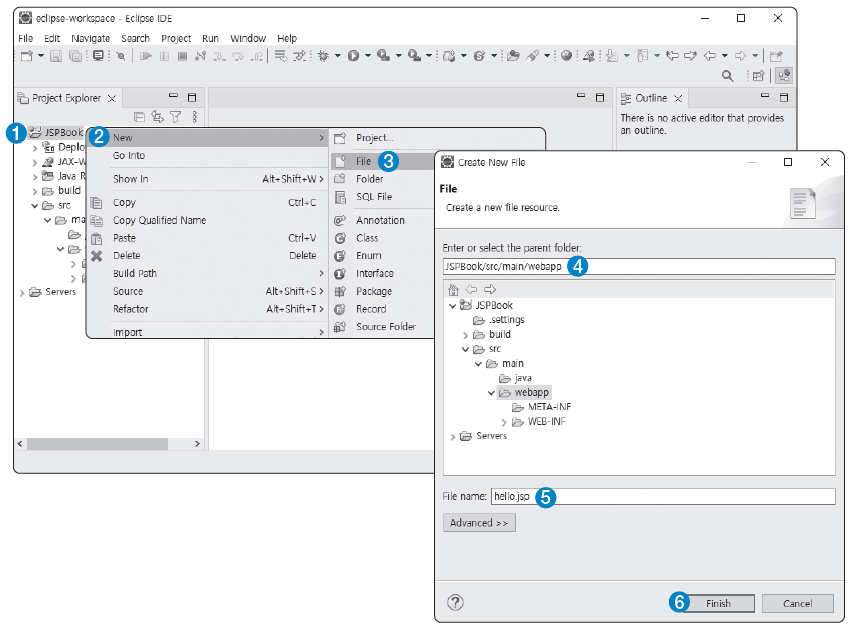 eclipse-workspace - Eclipse IDE
File Edit Navigate Search Project Run Window Help
Project Explorer
1 JSPBook
Deplo
JAX-W
Java R
build
src
ma
Servers
2 New
Go Into
Show In Alt+Shift+W
Copy Ctrl+C
Copy Qualified Name
Paste Ctrl+V
Delete Delete
Build Path
Source Alt+Shift+S
Refactor Alt+Shift+T
Import
Project...
File 3
Folder
SQL File
Annotation
Class
Enum
Interface
Package
Record
Source Folder
Outline
There is no active editor that provides
an outline.
Create New File
File
Create a new file resource.
Enter or select the parent folder:
JSPBook/src/main/webapp 4
JSPBook
.settings
build
src
main
java
webapp
META-INF
WEB-INF
Servers
File name: hello.jsp 5
Advanced >>
6 Finish Cancel